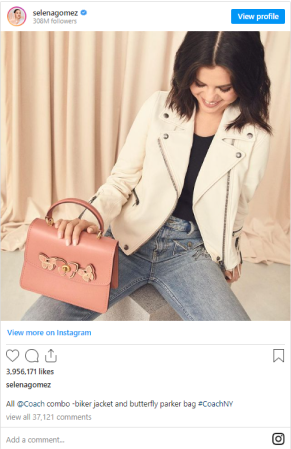 selenagomez
308M followers
View profile
View more on Instagram
3,956,171 likes
selenagomez
All @Coach combo -biker jacket and butterfly parker bag #CoachNY
view all 37,121 comments
Add a comment...